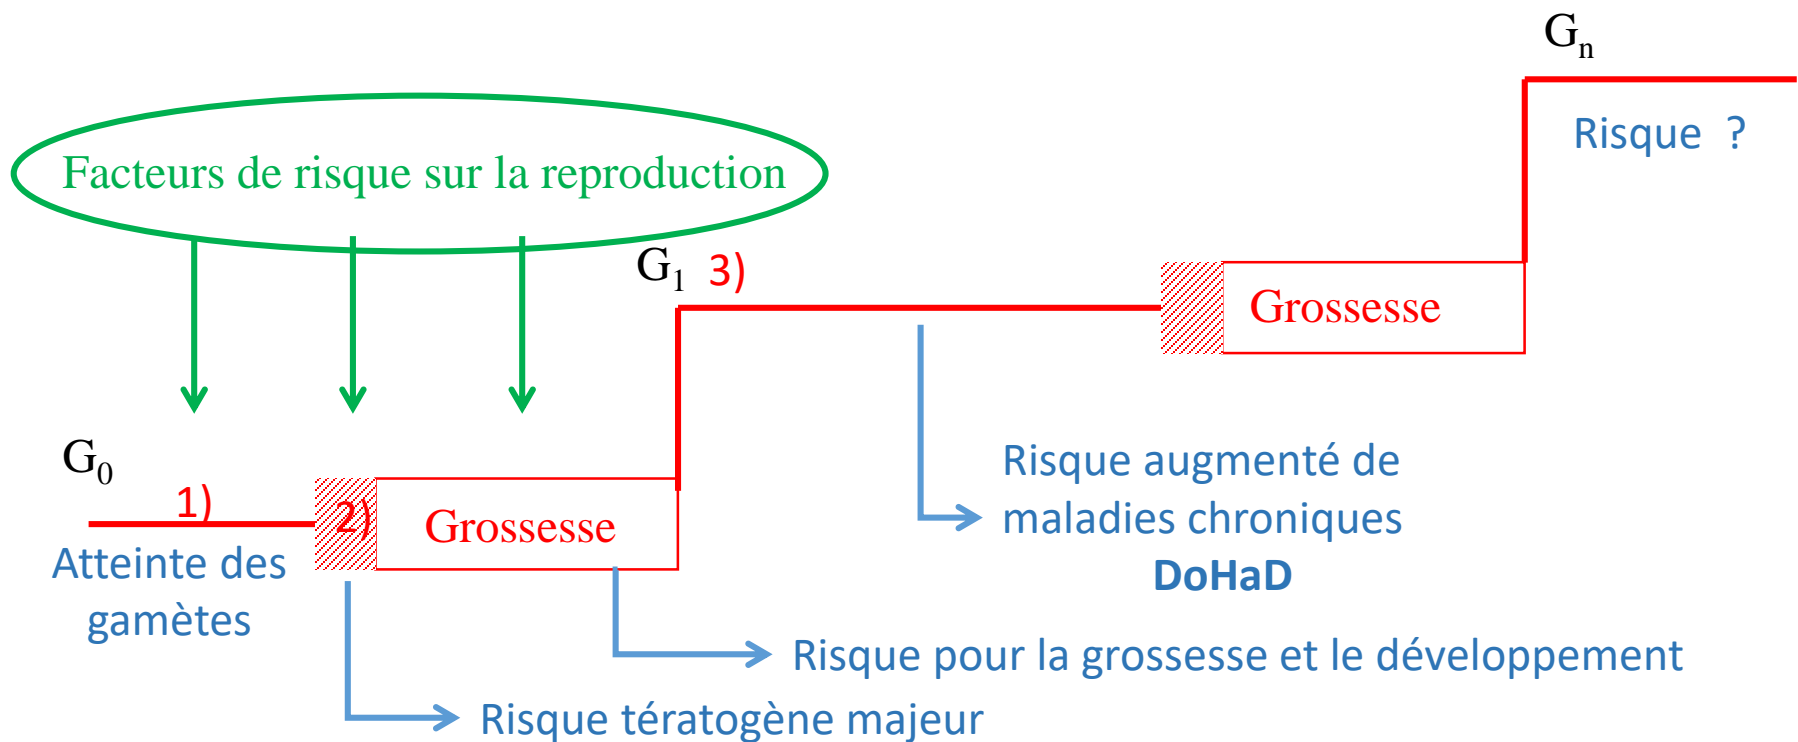 Gn
Risque ?
Facteurs de risque sur la reproduction
G1 3)
Grossesse
G0
1)
2)
Grossesse
Atteinte des
gamètes
Risque augmenté de
maladies chroniques
DoHaD
Risque pour la grossesse et le développement
Risque tératogène majeur